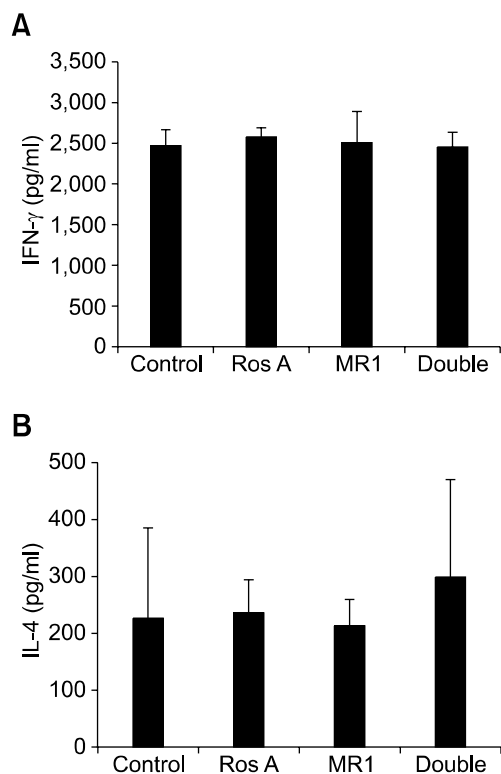 A
3,500
3,000
2,500
2,000
1,500
1,000
500
0
IFN-γ (pg/ml)
Control Ros A MR1 Double
B
500
400
300
200
100
0
IL-4 (pg/ml)
Control Ros A MR1 Double